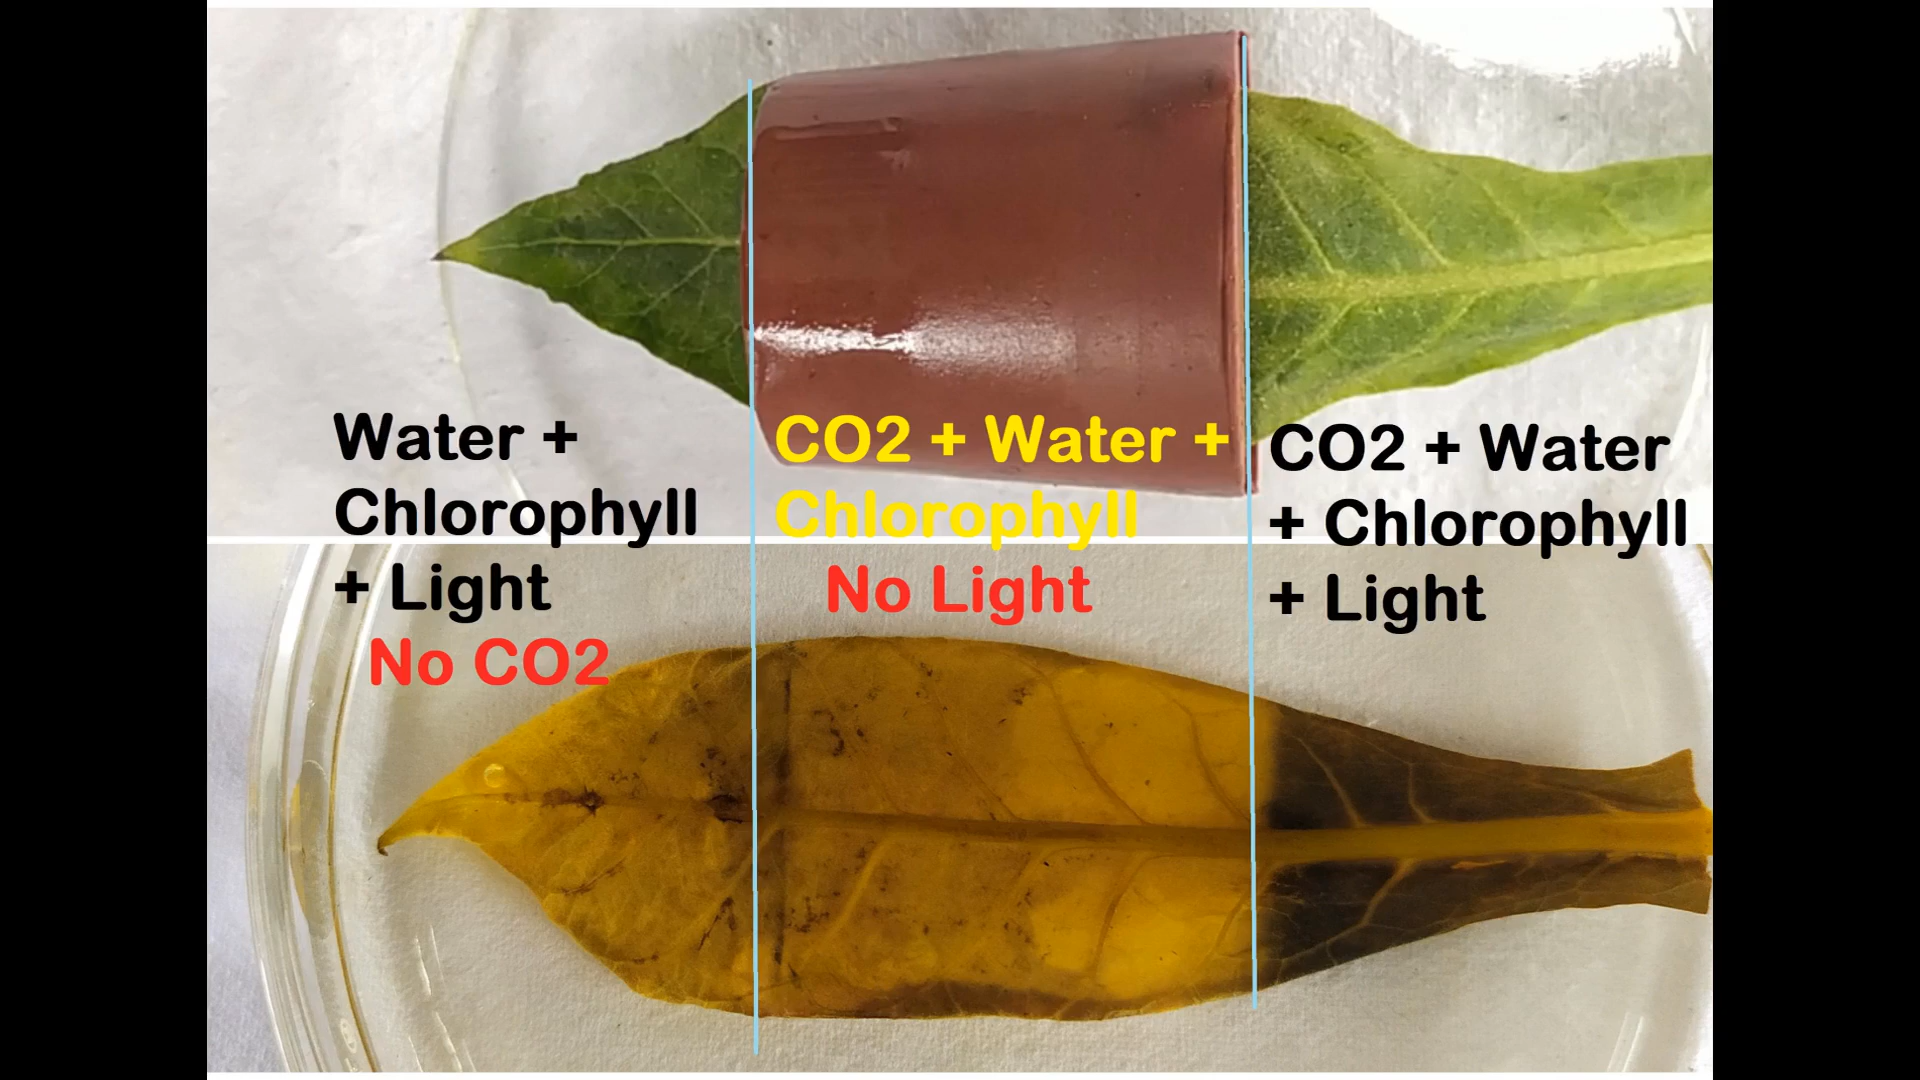 Water +
Chlorophyll
+ Light
No CO2
CO2 + Water +
Chlorophyll
No Light
CO2 + Water
+ Chlorophyll
+ Light